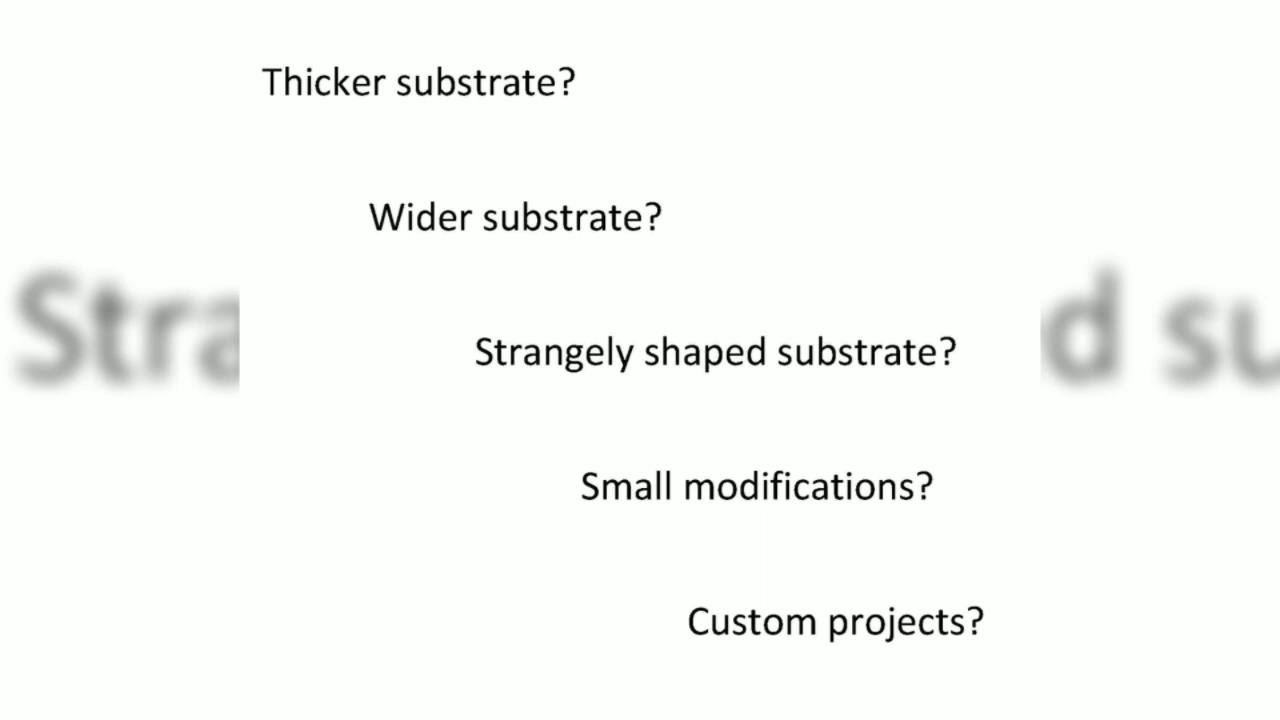 Thicker substrate?
Wider substrate?
Strangely shaped substrate?
Small modifications?
Custom projects?